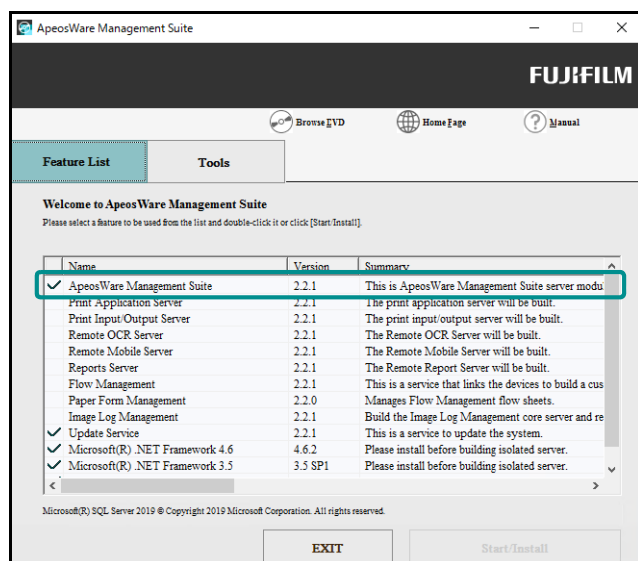 ApeosWare Management Suite
FUJIFILM
Browse DVD Home Page Manual
Feature List Tools
Welcome to ApeosWare Management Suite
Please select a feature to be used from the list and double-click it or click [Start/Install].
Name Version Summary
ApeosWare Management Suite 2.2.1 This is ApeosWare Management Suite server modu
Print Application Server 2.2.1 The print application server will be built.
Print Input/Output Server 2.2.1 The print input/output server will be built.
Remote OCR Server 2.2.1 The Remote OCR Server will be built.
Remote Mobile Server 2.2.1 The Remote Mobile Server will be built.
Reports Server 2.2.1 The Remote Report Server will be built.
Flow Management 2.2.1 This is a service that links the devices to build a cus
Paper Form Management 2.2.0 Manages Flow Management flow sheets.
Image Log Management 2.2.1 Build the Image Log Management core server and re
Update Service 2.2.1 This is a service to update the system.
Microsoft(R) .NET Framework 4.6 4.6.2 Please install before building isolated server.
Microsoft(R) .NET Framework 3.5 3.5 SP1 Please install before building isolated server.
Microsoft(R) SQL Server 2019 © Copyright 2019 Microsoft Corporation. All rights reserved.
EXIT Start/Install